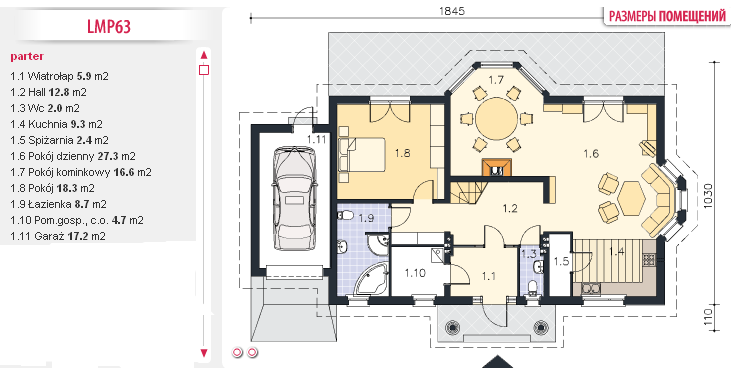 LMP63
parter
1.1 Wiatrołap 5.9 m2
1.2 Hall 12.8 m2
1.3 Wc 2.0 m2
1.4 Kuchnia 9.3 m2
1.5 Spiżarnia 2.4 m2
1.6 Pokój dzienny 27.3 m2
1.7 Pokój kominkowy 16.6 m2
1.8 Pokój 18.3 m2
1.9 Łazienka 8.7 m2
1.10 Pom.gosp., c.o. 4.7 m2
1.11 Garaż 17.2 m2
1845
РАЗМЕРЫ ПОМЕЩЕНИЙ
1.7
1.11
1.8
1.6
1030
1.9
1.2
1.3
1.4
1.5
1.10
1.1
110